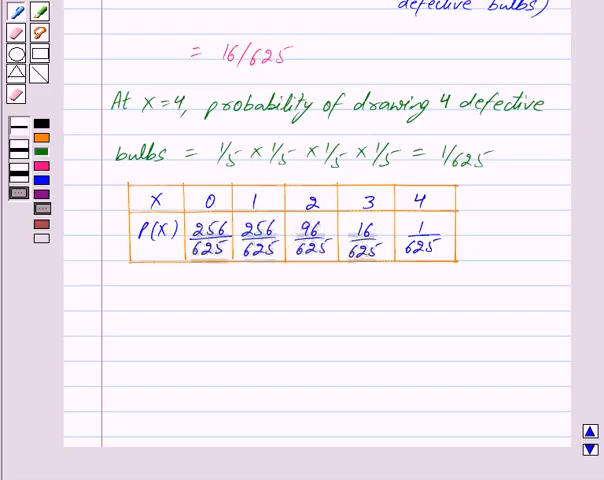 defective bulbs)
= 16/625
At X=4, probability of drawing 4 defective
bulbs = 1/5 × 1/5 × 1/5 × 1/5 = 1/625
X 0 1 2 3 4
P(X) 256/625 256/625 96/625 16/625 1/625